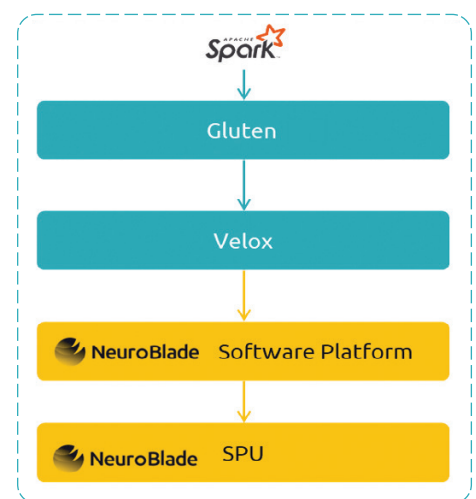 APACHE
Spark
Gluten
Velox
NeuroBlade Software Platform
NeuroBlade SPU